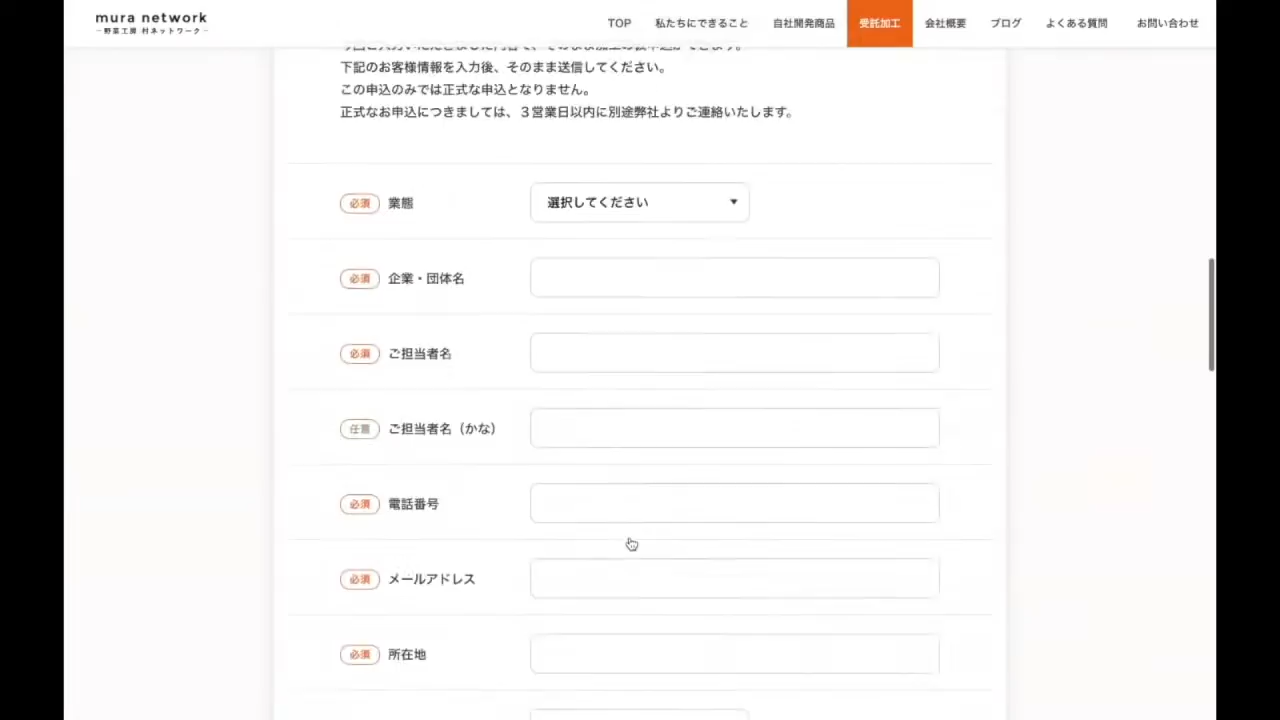 mura network
－野菜工房 村ネットワーク－
TOP
私たちにできること
自社開発商品
受託加工
会社概要
ブログ
よくある質問
お問い合わせ
下記のお客様情報を入力後、そのまま送信してください。
この申込のみでは正式な申込となりません。
正式なお申込につきましては、３営業日以内に別途弊社よりご連絡いたします。
必須 業態 選択してください
必須 企業・団体名
必須 ご担当者名
任意 ご担当者名（かな）
必須 電話番号
必須 メールアドレス
必須 所在地